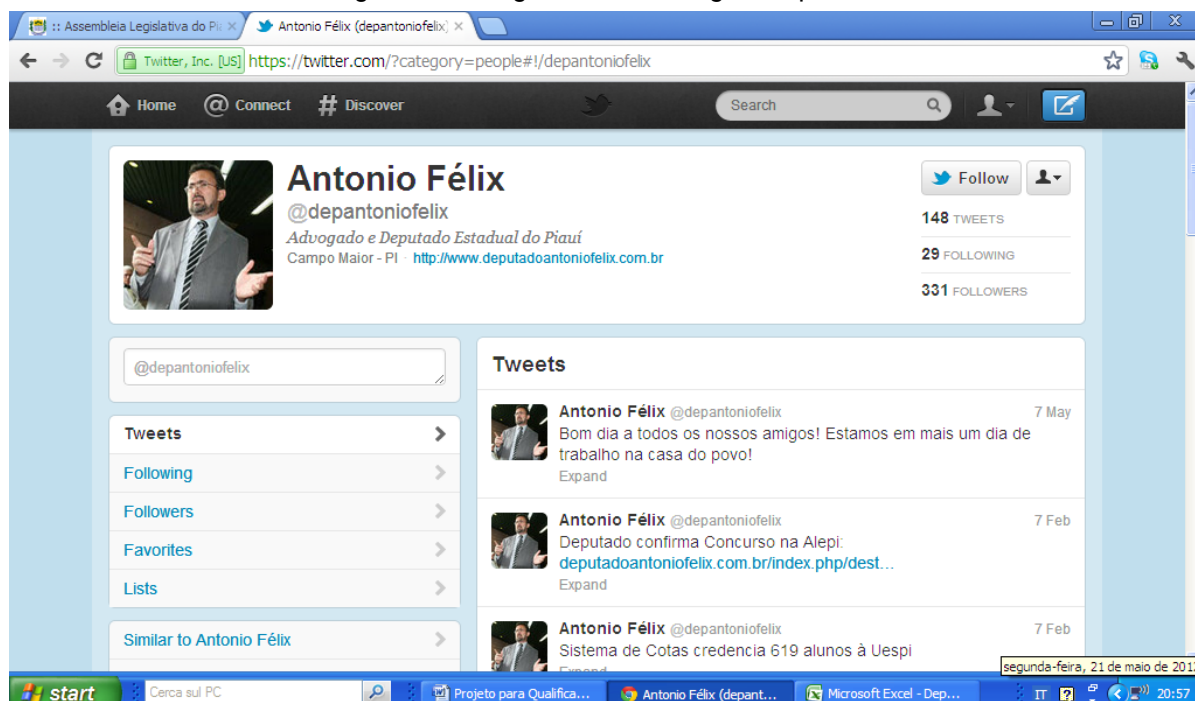 :: Assembleia Legislativa do Pi
Antonio Félix (depantoniofelix)
Twitter, Inc. [US] https://twitter.com/?category=people#!/depantoniofelix
Home @ Connect # Discover Search
Antonio Félix
@depantoniofelix
Advogado e Deputado Estadual do Piauí
Campo Maior - PI · http://www.deputadoantoniofelix.com.br
Follow
148 TWEETS
29 FOLLOWING
331 FOLLOWERS
@depantoniofelix
Tweets
Following
Followers
Favorites
Lists
Similar to Antonio Félix
Tweets
Antonio Félix @depantoniofelix 7 May
Bom dia a todos os nossos amigos! Estamos em mais um dia de
trabalho na casa do povo!
Expand
Antonio Félix @depantoniofelix 7 Feb
Deputado confirma Concurso na Alepi:
deputadoantoniofelix.com.br/index.php/dest...
Expand
Antonio Félix @depantoniofelix 7 Feb
Sistema de Cotas credencia 619 alunos à Uespi
Expand
segunda-feira, 21 de maio de 201
start Cerca sul PC Projeto para Qualifica... Antonio Félix (depant... Microsoft Excel - Dep... IT 20:57